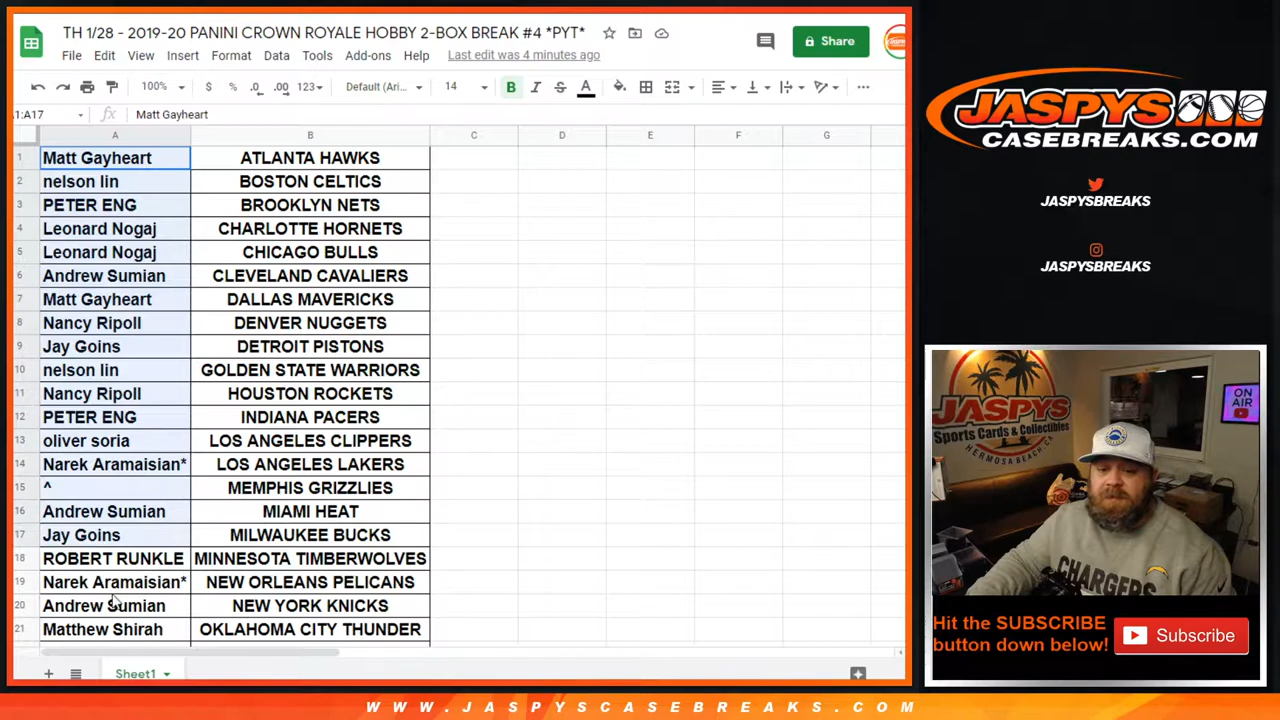 TH 1/28 - 2019-20 PANINI CROWN ROYALE HOBBY 2-BOX BREAK #4 *PYT*
File Edit View Insert Format Data Tools Add-ons Help Last edit was 4 minutes ago
Share
100% $ % .0 .00 123 Default (Ari... 14 B I S A
1:A17 fx Matt Gayheart
A B C D E F G
1 Matt Gayheart ATLANTA HAWKS
2 nelson lin BOSTON CELTICS
3 PETER ENG BROOKLYN NETS
4 Leonard Nogaj CHARLOTTE HORNETS
5 Leonard Nogaj CHICAGO BULLS
6 Andrew Sumian CLEVELAND CAVALIERS
7 Matt Gayheart DALLAS MAVERICKS
8 Nancy Ripoll DENVER NUGGETS
9 Jay Goins DETROIT PISTONS
10 nelson lin GOLDEN STATE WARRIORS
11 Nancy Ripoll HOUSTON ROCKETS
12 PETER ENG INDIANA PACERS
13 oliver soria LOS ANGELES CLIPPERS
14 Narek Aramaisian* LOS ANGELES LAKERS
15 ^ MEMPHIS GRIZZLIES
16 Andrew Sumian MIAMI HEAT
17 Jay Goins MILWAUKEE BUCKS
18 ROBERT RUNKLE MINNESOTA TIMBERWOLVES
19 Narek Aramaisian* NEW ORLEANS PELICANS
20 Andrew Sumian NEW YORK KNICKS
21 Matthew Shirah OKLAHOMA CITY THUNDER
Sheet1
JASPYS
CASEBREAKS.COM
JASPYSBREAKS
JASPYSBREAKS
JASPYS
Sports Cards & Collectibles
HERMOSA BEACH, CA
ON
AIR
CHARGERS
Hit the SUBSCRIBE
button down below!
Subscribe
WWW.JASPYSCASEBREAKS.COM